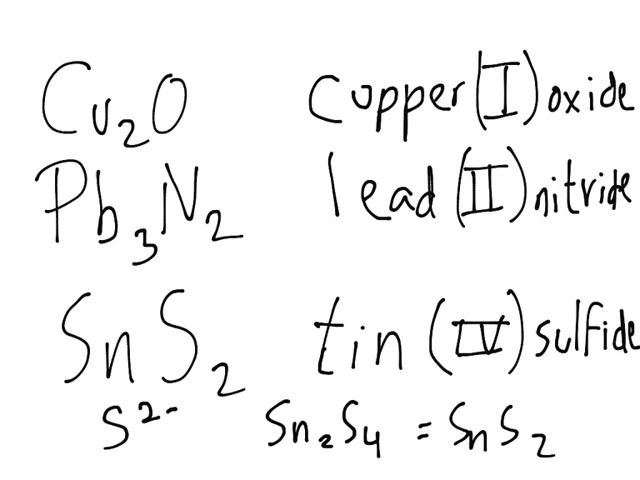 Cu₂O copper(I)oxide
Pb₃N₂ lead(II)nitride
SnS₂ tin(IV)sulfide
S²⁻ Sn₂S₄ = SnS₂